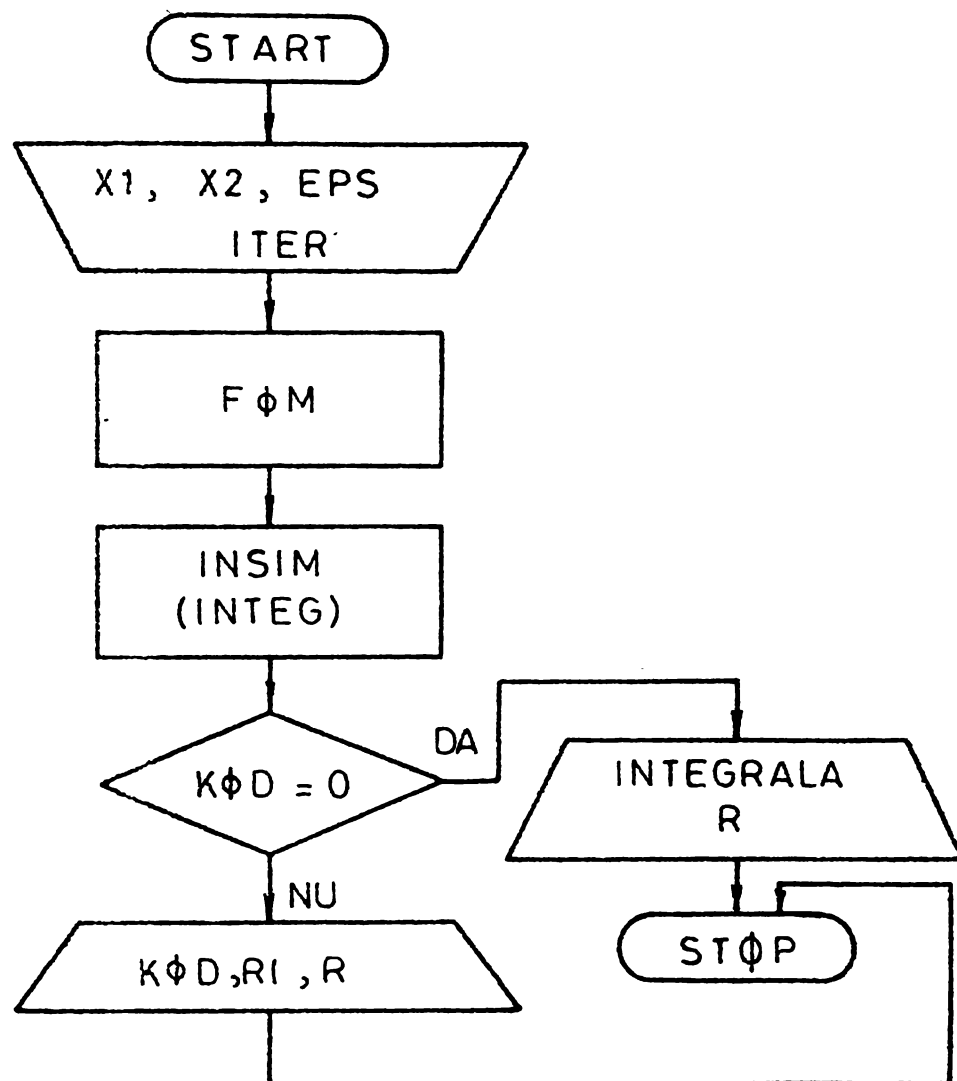 START
X1, X2, EPS
ITER
FϕM
INSIM
(INTEG)
KϕD = 0
DA
INTEGRALA
R
NU
KϕD,RI,R
STϕP